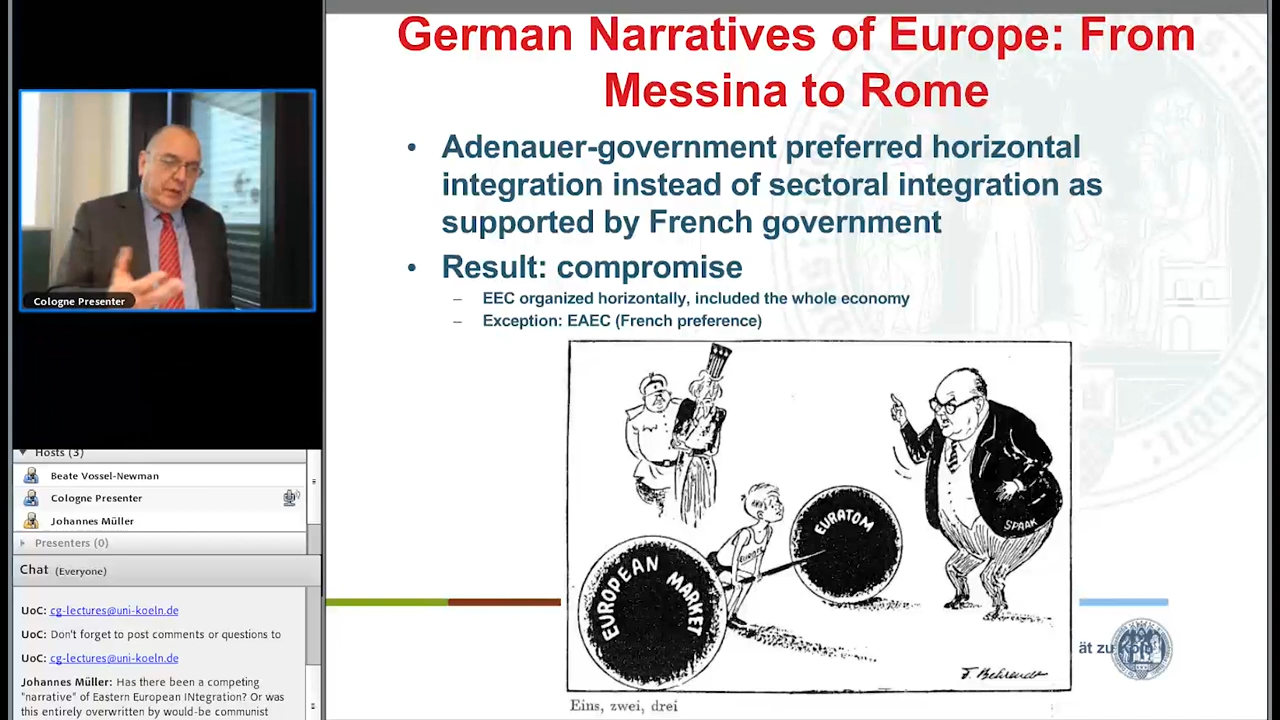 German Narratives of Europe: From
Messina to Rome
• Adenauer-government preferred horizontal
integration instead of sectoral integration as
supported by French government
• Result: compromise
– EEC organized horizontally, included the whole economy
– Exception: EAEC (French preference)
EUROPEAN MARKET
EUROPE
EURATOM
SPAAK
Eins, zwei, drei
ät zu Köln
Cologne Presenter
Hosts (3)
Beate Vossel-Newman
Cologne Presenter
Johannes Müller
Presenters (0)
Chat (Everyone)
UoC: cg-lectures@uni-koeln.de
UoC: Don't forget to post comments or questions to
UoC: cg-lectures@uni-koeln.de
Johannes Müller: Has there been a competing
"narrative" of Eastern European INtegration? Or was
this entirely overwritten by would-be communist